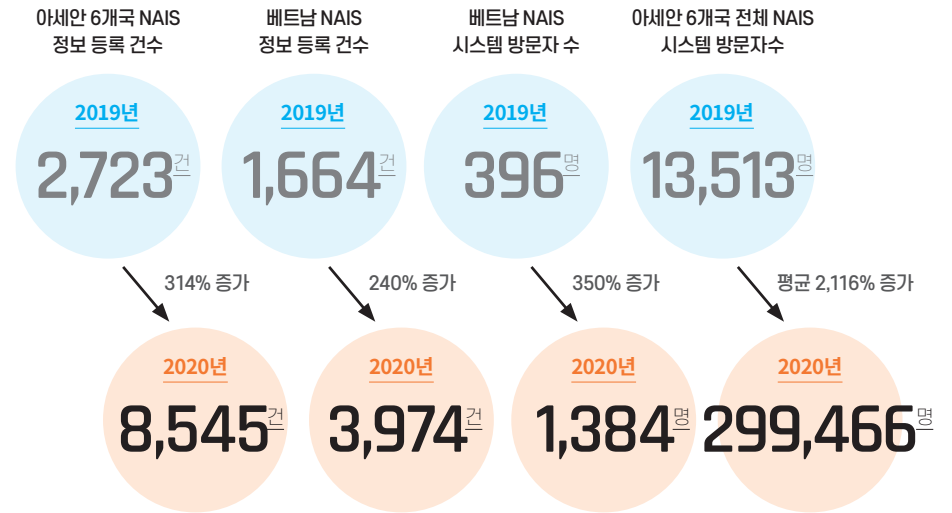 아세안 6개국 NAIS
정보 등록 건수
베트남 NAIS
정보 등록 건수
베트남 NAIS
시스템 방문자 수
아세안 6개국 전체 NAIS
시스템 방문자수
2019년
2,723건
2019년
1,664건
2019년
396명
2019년
13,513명
314% 증가
240% 증가
350% 증가
평균 2,116% 증가
2020년
8,545건
2020년
3,974건
2020년
1,384명
2020년
299,466명